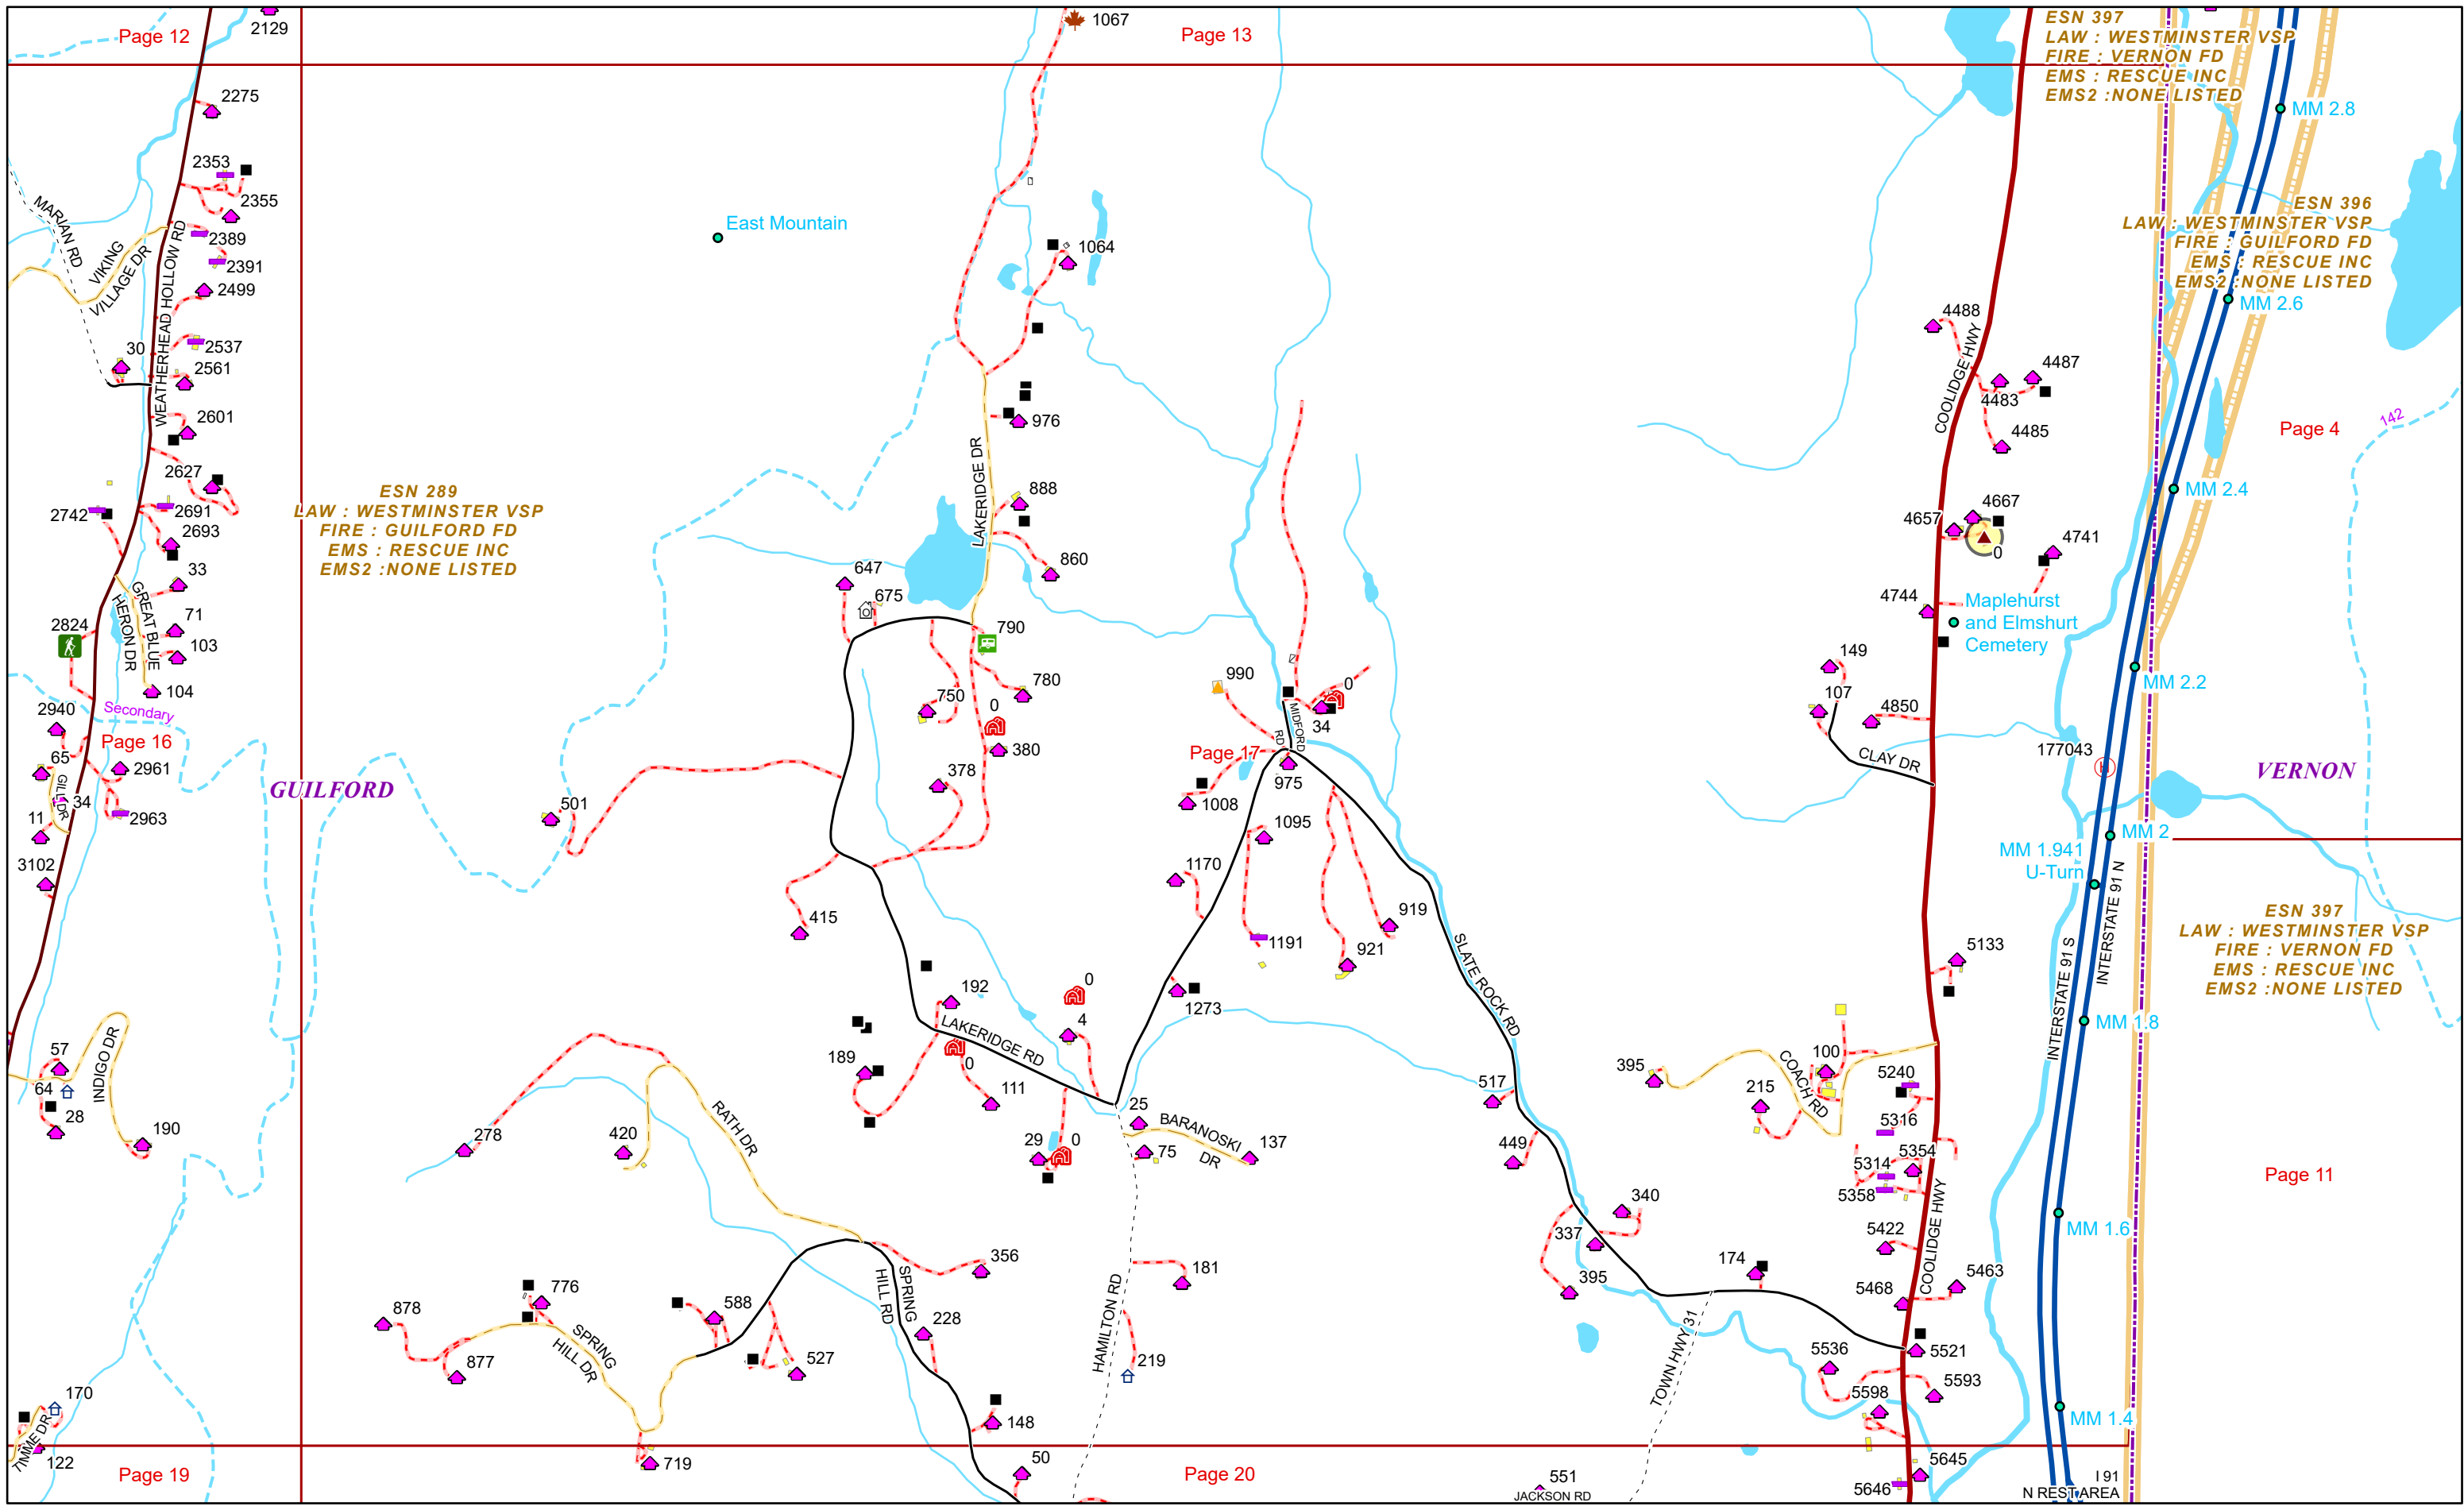 Page 12
2129
1067
Page 13
ESN 397
LAW : WESTMINSTER VSP
FIRE : VERNON FD
EMS : RESCUE INC
EMS2 :NONE LISTED
MM 2.8
2275
2353
2355
MARIAN RD
VIKING
VILLAGE DR
WEATHERHEAD HOLLOW RD
2389
2391
2499
2537
30
2561
2601
2627
2742
2691
2693
East Mountain
1064
ESN 396
LAW : WESTMINSTER VSP
FIRE : GUILFORD FD
EMS : RESCUE INC
EMS2 :NONE LISTED
MM 2.6
4488
COOLIDGE HWY
4487
4483
4485
Page 4
142
MM 2.4
976
LAKERIDGE DR
888
860
ESN 289
LAW : WESTMINSTER VSP
FIRE : GUILFORD FD
EMS : RESCUE INC
EMS2 :NONE LISTED
4667
4657
0
4741
4744
Maplehurst
and Elmshurt
Cemetery
33
GREAT BLUE
HERON DR
71
103
104
2824
Secondary
2940
Page 16
65
2961
GILL DR
34
11
2963
3102
GUILFORD
647
675
790
780
750
0
380
378
501
415
990
0
MIDFORD
RD
34
Page 17
975
1008
1095
1170
1191
919
921
1273
SLATE ROCK RD
149
107
4850
CLAY DR
MM 2.2
177043
VERNON
MM 2
MM 1.941
U-Turn
INTERSTATE 91 N
INTERSTATE 91 S
ESN 397
LAW : WESTMINSTER VSP
FIRE : VERNON FD
EMS : RESCUE INC
EMS2 :NONE LISTED
5133
MM 1.8
192
0
4
LAKERIDGE RD
189
0
111
57
64
28
INDIGO DR
190
278
420
RATH DR
29
0
25
BARANOSKI
DR
75
137
517
449
395
COACH RD
100
215
5240
5316
5354
5314
5358
Page 11
MM 1.6
5422
COOLIDGE HWY
340
337
395
174
5468
5463
356
181
776
878
877
SPRING
HILL DR
588
527
SPRING
HILL RD
228
HAMILTON RD
219
TOWN HWY 31
5521
5536
5593
5598
MM 1.4
170
TIMME DR
122
148
Page 19
719
50
Page 20
551
JACKSON RD
5645
5646
I 91
N REST AREA